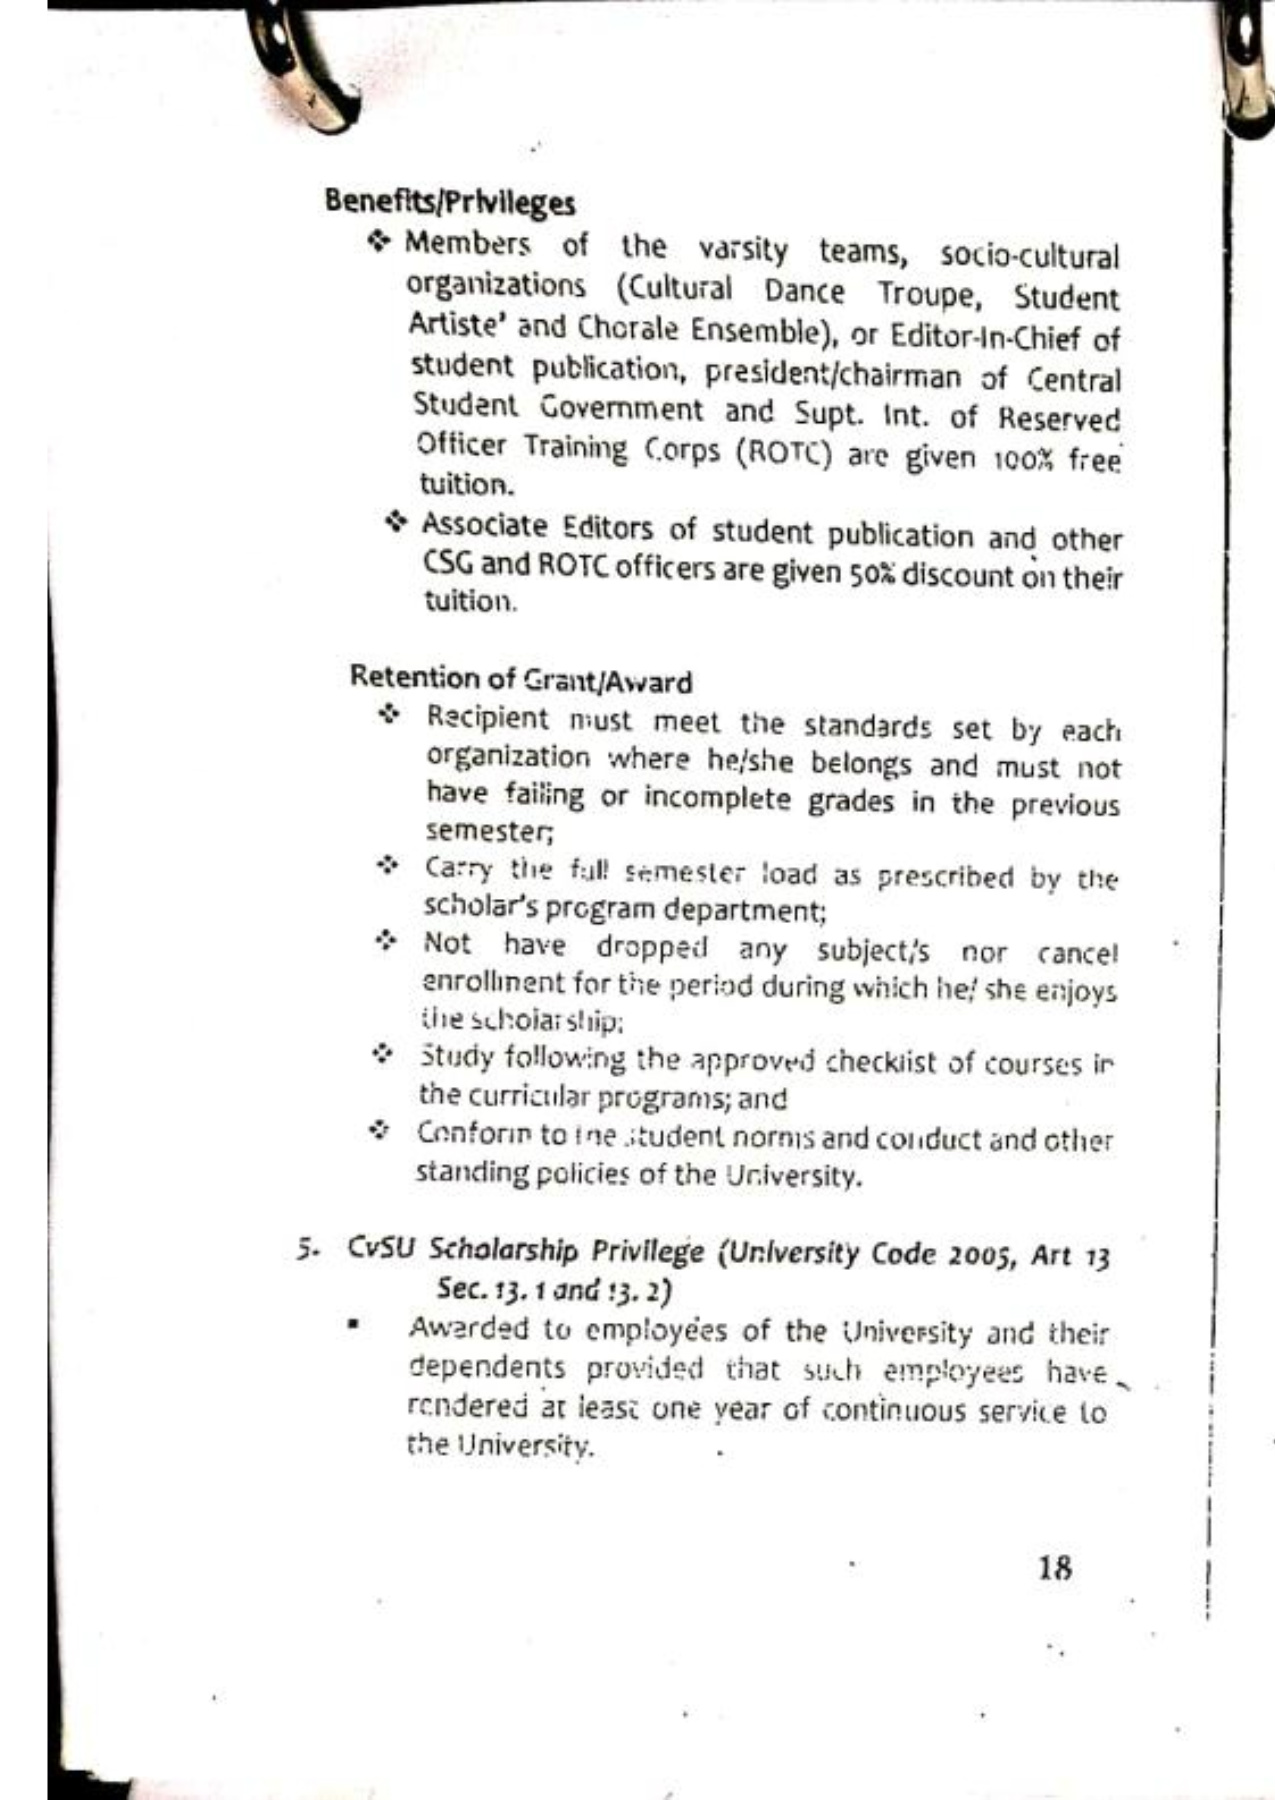 Benefits/Privileges
❖ Members of the varsity teams, socio-cultural
organizations (Cultural Dance Troupe, Student
Artiste' and Chorale Ensemble), or Editor-In-Chief of
student publication, president/chairman of Central
Student Government and Supt. Int. of Reserved
Officer Training Corps (ROTC) are given 100% free
tuition.
❖ Associate Editors of student publication and other
CSG and ROTC officers are given 50% discount on their
tuition.
Retention of Grant/Award
❖ Recipient must meet the standards set by each
organization where he/she belongs and must not
have failing or incomplete grades in the previous
semester;
❖ Carry the full semester load as prescribed by the
scholar's program department;
❖ Not have dropped any subject/s nor cancel
enrollment for the period during which he/ she enjoys
the scholarship;
❖ Study following the approved checklist of courses in
the curricular programs; and
❖ Conform to the student norms and conduct and other
standing policies of the University.
5. CvSU Scholarship Privilege (University Code 2005, Art 13
Sec. 13. 1 and 13. 2)
▪ Awarded to employees of the University and their
dependents provided that such employees have
rendered at least one year of continuous service to
the University.
18